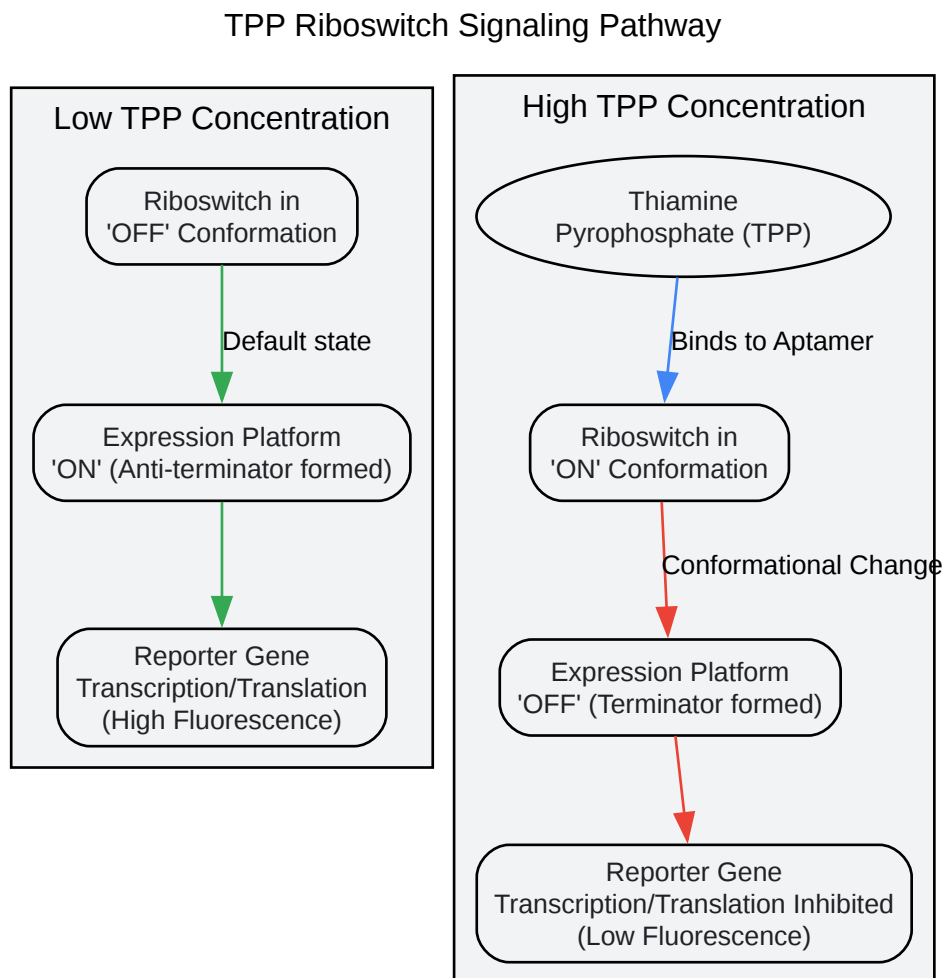 TPP Riboswitch Signaling Pathway
Low TPP Concentration
Riboswitch in
'OFF' Conformation
Default state
Expression Platform
'ON' (Anti-terminator formed)
Reporter Gene
Transcription/Translation
(High Fluorescence)
High TPP Concentration
Thiamine
Pyrophosphate (TPP)
Binds to Aptamer
Riboswitch in
'ON' Conformation
Conformational Change
Expression Platform
'OFF' (Terminator formed)
Reporter Gene
Transcription/Translation Inhibited
(Low Fluorescence)